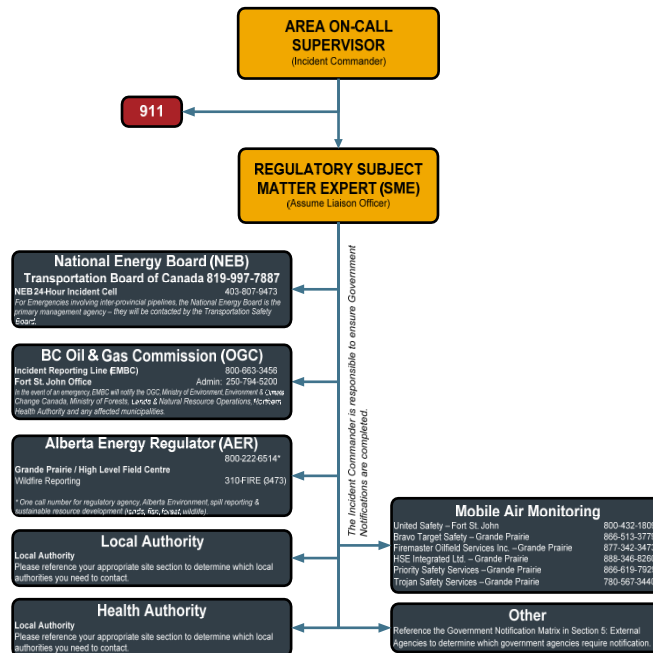 AREA ON-CALL
SUPERVISOR
(Incident Commander)
911
REGULATORY SUBJECT
MATTER EXPERT (SME)
(Assume Liaison Officer)
The Incident Commander is responsible to ensure Government
Notifications are completed.
National Energy Board (NEB)
Transportation Board of Canada 819-997-7887
NEB 24-Hour Incident Cell 403-807-9473
For Emergencies involving inter-provincial pipelines, the National Energy Board is the
primary management agency – they will be contacted by the Transportation Safety
Board.
BC Oil & Gas Commission (OGC)
Incident Reporting Line (EMBC) 800-663-3456
Fort St. John Office Admin: 250-794-5200
In the event of an emergency, EMBC will notify the OGC, Ministry of Environment, Environment & Climate
Change Canada, Ministry of Forests, Lands & Natural Resource Operations, Northern
Health Authority and any affected municipalities.
Alberta Energy Regulator (AER)
800-222-6514*
Grande Prairie / High Level Field Centre
Wildfire Reporting 310-FIRE (3473)
* One call number for regulatory agency, Alberta Environment, spill reporting &
sustainable resource development (lands, fish, forest, wildlife).
Local Authority
Local Authority
Please reference your appropriate site section to determine which local
authorities you need to contact.
Health Authority
Local Authority
Please reference your appropriate site section to determine which local
authorities you need to contact.
Mobile Air Monitoring
United Safety – Fort St. John 800-432-1809
Bravo Target Safety – Grande Prairie 866-513-3779
Firemaster Oilfield Services Inc. – Grande Prairie 877-342-3473
HSE Integrated Ltd. – Grande Prairie 888-346-8260
Priority Safety Services – Grande Prairie 866-619-7925
Trojan Safety Services – Grande Prairie 780-567-3440
Other
Reference the Government Notification Matrix in Section 5: External
Agencies to determine which government agencies require notification.